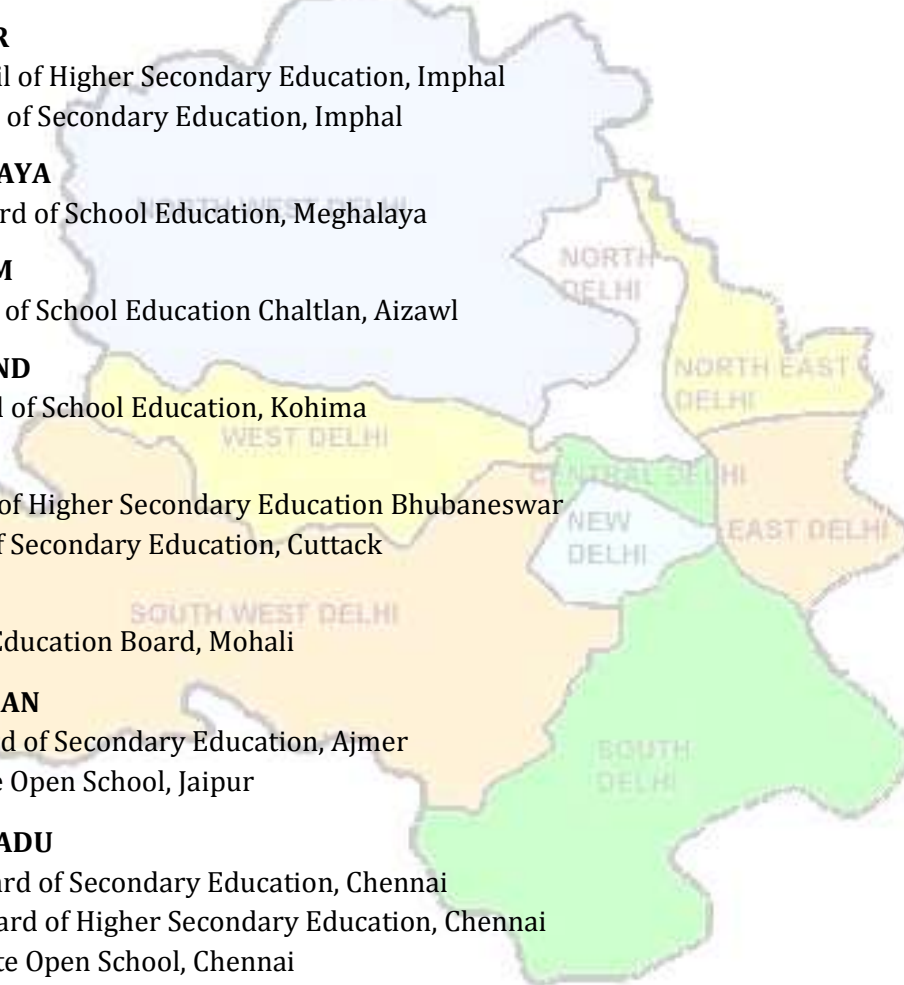 R
il of Higher Secondary Education, Imphal
of Secondary Education, Imphal
AYA
rd of School Education, Meghalaya
NORTH WEST DELHI
M
of School Education Chaltlan, Aizawl
NORTH
DELHI
ND
l of School Education, Kohima
NORTH EAST
DELHI
WEST DELHI
CENTRAL DELHI
of Higher Secondary Education Bhubaneswar
f Secondary Education, Cuttack
NEW
DELHI
EAST DELHI
SOUTH WEST DELHI
Education Board, Mohali
AN
d of Secondary Education, Ajmer
e Open School, Jaipur
SOUTH
DELHI
ADU
ard of Secondary Education, Chennai
ard of Higher Secondary Education, Chennai
te Open School, Chennai